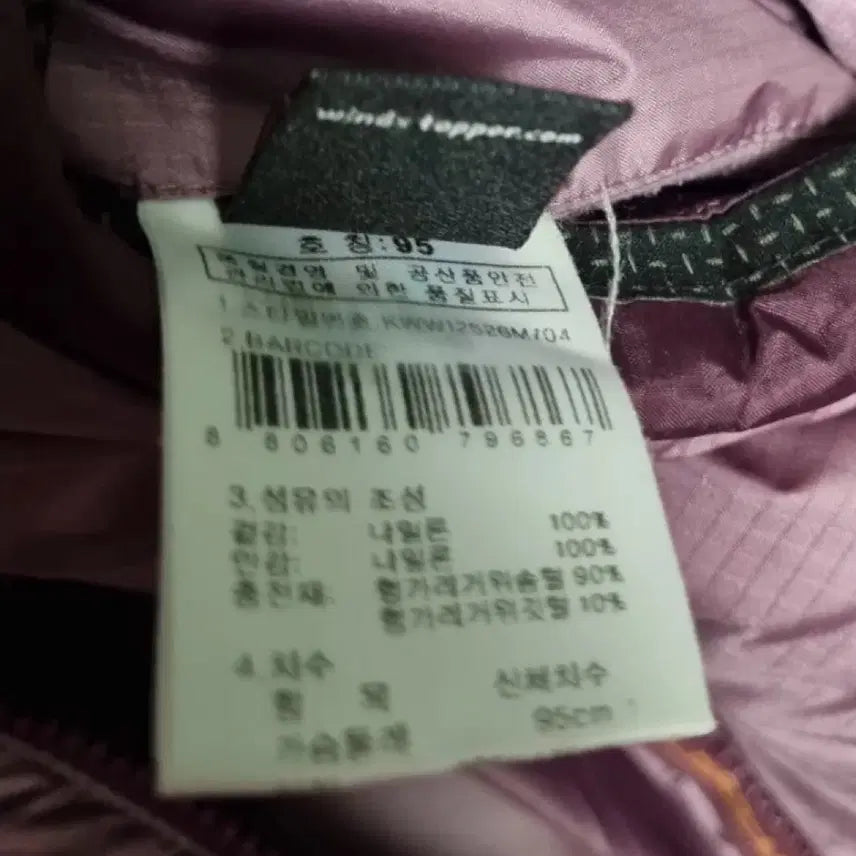 windstopper.com
호 칭:95
품질경영 및 공산품안전
관리법에 의한 품질표시
1.스타일번호 KWW12526M704
2.BARCODE
8 806160 796867
3.섬유의 조성
겉감: 나일론 100%
안감: 나일론 100%
충전재: 헝가레거위솜털 90%
헝가레거위깃털 10%
4.치수
항 목 신체치수
가슴둘레 95cm